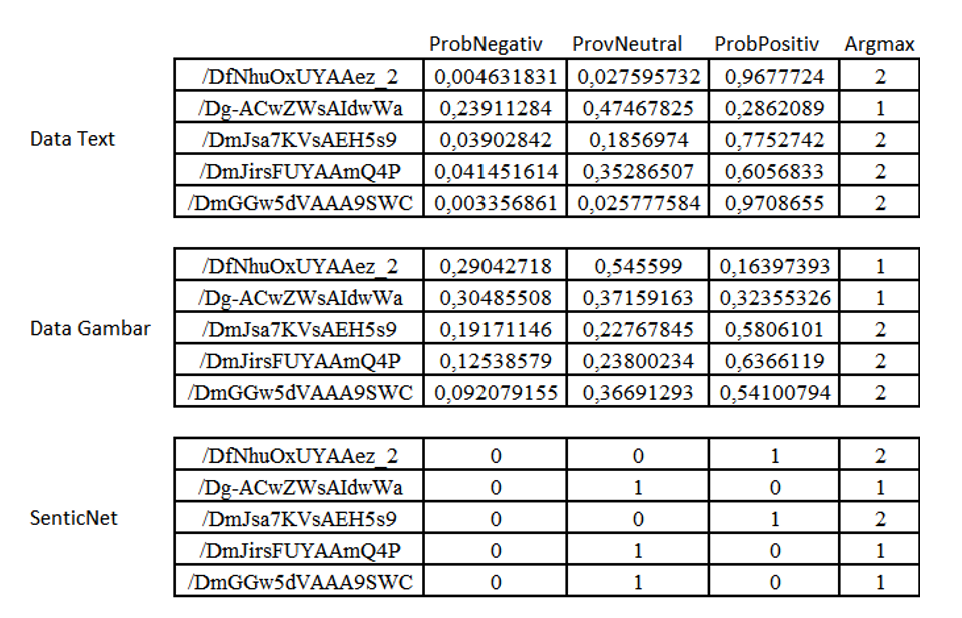 ProbNegativ ProvNeutral ProbPositiv Argmax
/DfNhuOxUYAAez_2 0,004631831 0,027595732 0,9677724 2
/Dg-ACwZWsAIdwWa 0,23911284 0,47467825 0,2862089 1
Data Text /DmJsa7KVsAEH5s9 0,03902842 0,1856974 0,7752742 2
/DmJirsFUYAAmQ4P 0,041451614 0,35286507 0,6056833 2
/DmGGw5dVAAA9SWC 0,003356861 0,025777584 0,9708655 2
/DfNhuOxUYAAez_2 0,29042718 0,545599 0,16397393 1
/Dg-ACwZWsAIdwWa 0,30485508 0,37159163 0,32355326 1
Data Gambar /DmJsa7KVsAEH5s9 0,19171146 0,22767845 0,5806101 2
/DmJirsFUYAAmQ4P 0,12538579 0,23800234 0,6366119 2
/DmGGw5dVAAA9SWC 0,092079155 0,36691293 0,54100794 2
/DfNhuOxUYAAez_2 0 0 1 2
/Dg-ACwZWsAIdwWa 0 1 0 1
SenticNet /DmJsa7KVsAEH5s9 0 0 1 2
/DmJirsFUYAAmQ4P 0 1 0 1
/DmGGw5dVAAA9SWC 0 1 0 1